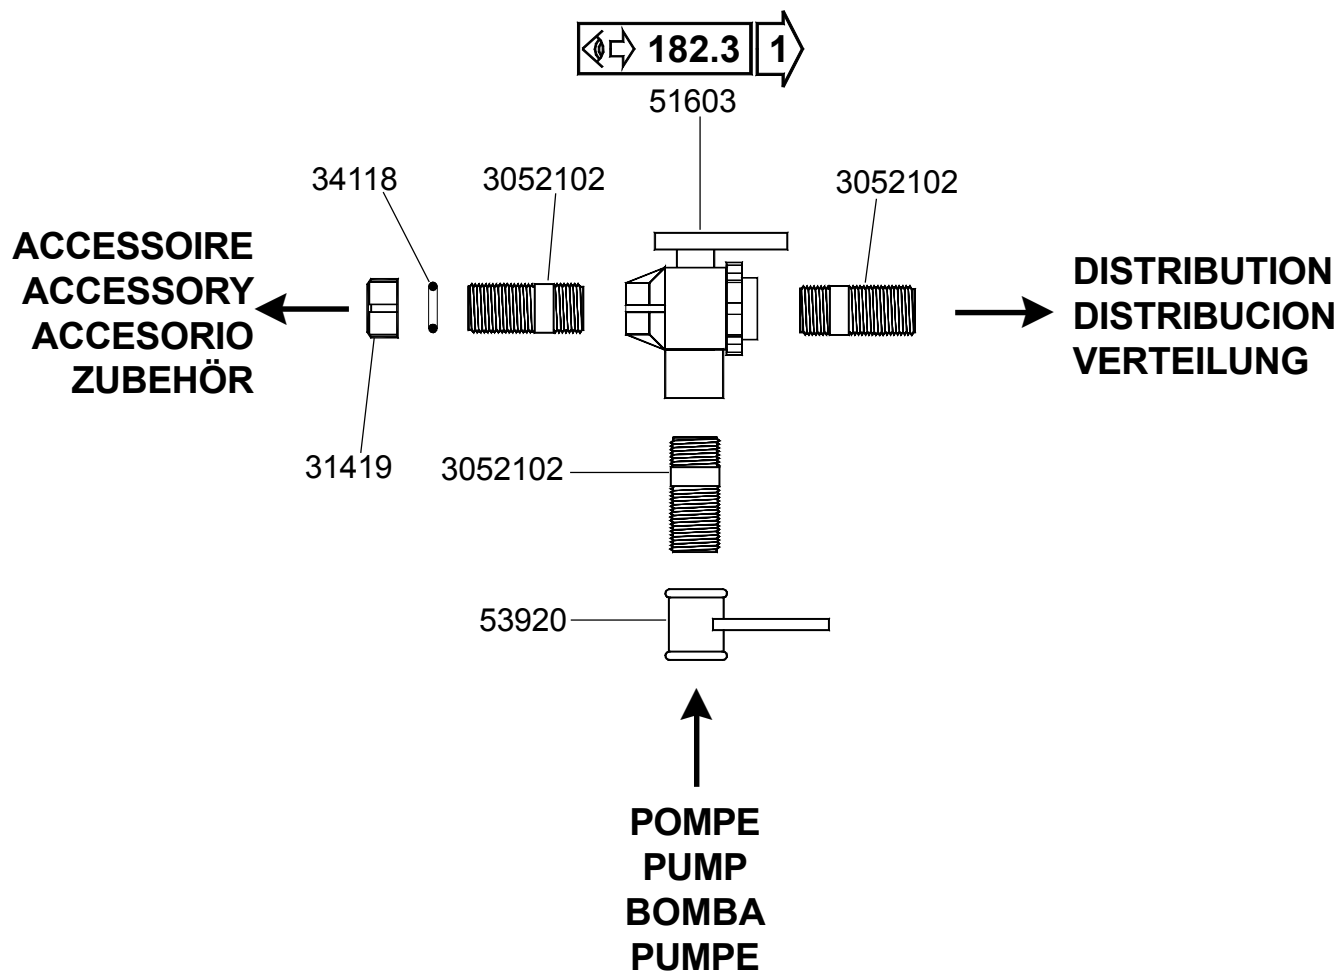 182.3 1
51603
34118
3052102
3052102
ACCESSOIRE
ACCESSORY
ACCESORIO
ZUBEHÖR
DISTRIBUTION
DISTRIBUCION
VERTEILUNG
31419
3052102
53920
POMPE
PUMP
BOMBA
PUMPE